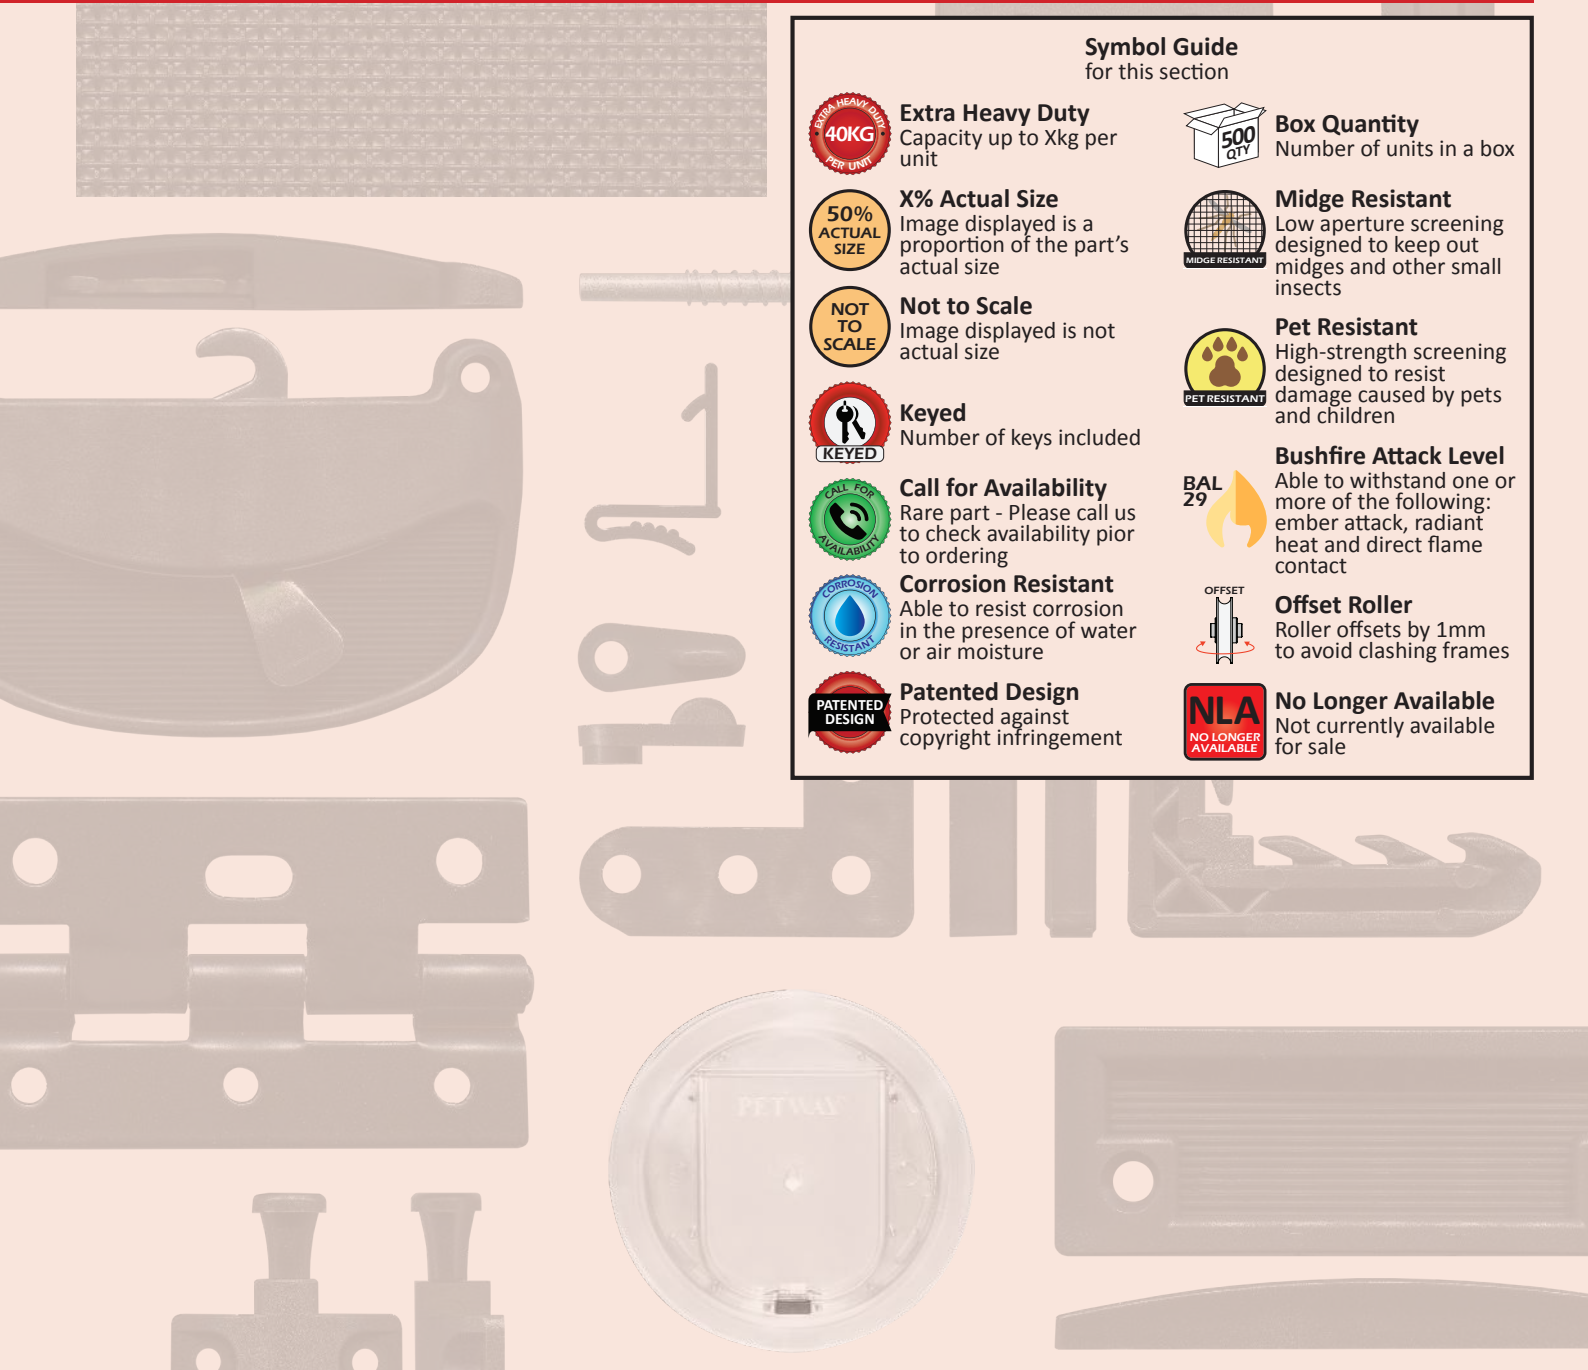 Symbol Guide
for this section
EXTRA HEAVY DUTY
40KG
PER UNIT
Extra Heavy Duty
Capacity up to Xkg per
unit
50%
ACTUAL
SIZE
X% Actual Size
Image displayed is a
proportion of the part's
actual size
NOT
TO
SCALE
Not to Scale
Image displayed is not
actual size
KEYED
Keyed
Number of keys included
CALL FOR
AVAILABILITY
Call for Availability
Rare part - Please call us
to check availability pior
to ordering
CORROSION
RESISTANT
Corrosion Resistant
Able to resist corrosion
in the presence of water
or air moisture
PATENTED
DESIGN
Patented Design
Protected against
copyright infringement
500
QTY
Box Quantity
Number of units in a box
MIDGE RESISTANT
Midge Resistant
Low aperture screening
designed to keep out
midges and other small
insects
PET RESISTANT
Pet Resistant
High-strength screening
designed to resist
damage caused by pets
and children
BAL
29
Bushfire Attack Level
Able to withstand one or
more of the following:
ember attack, radiant
heat and direct flame
contact
OFFSET
Offset Roller
Roller offsets by 1mm
to avoid clashing frames
NLA
NO LONGER
AVAILABLE
No Longer Available
Not currently available
for sale
PETWAY